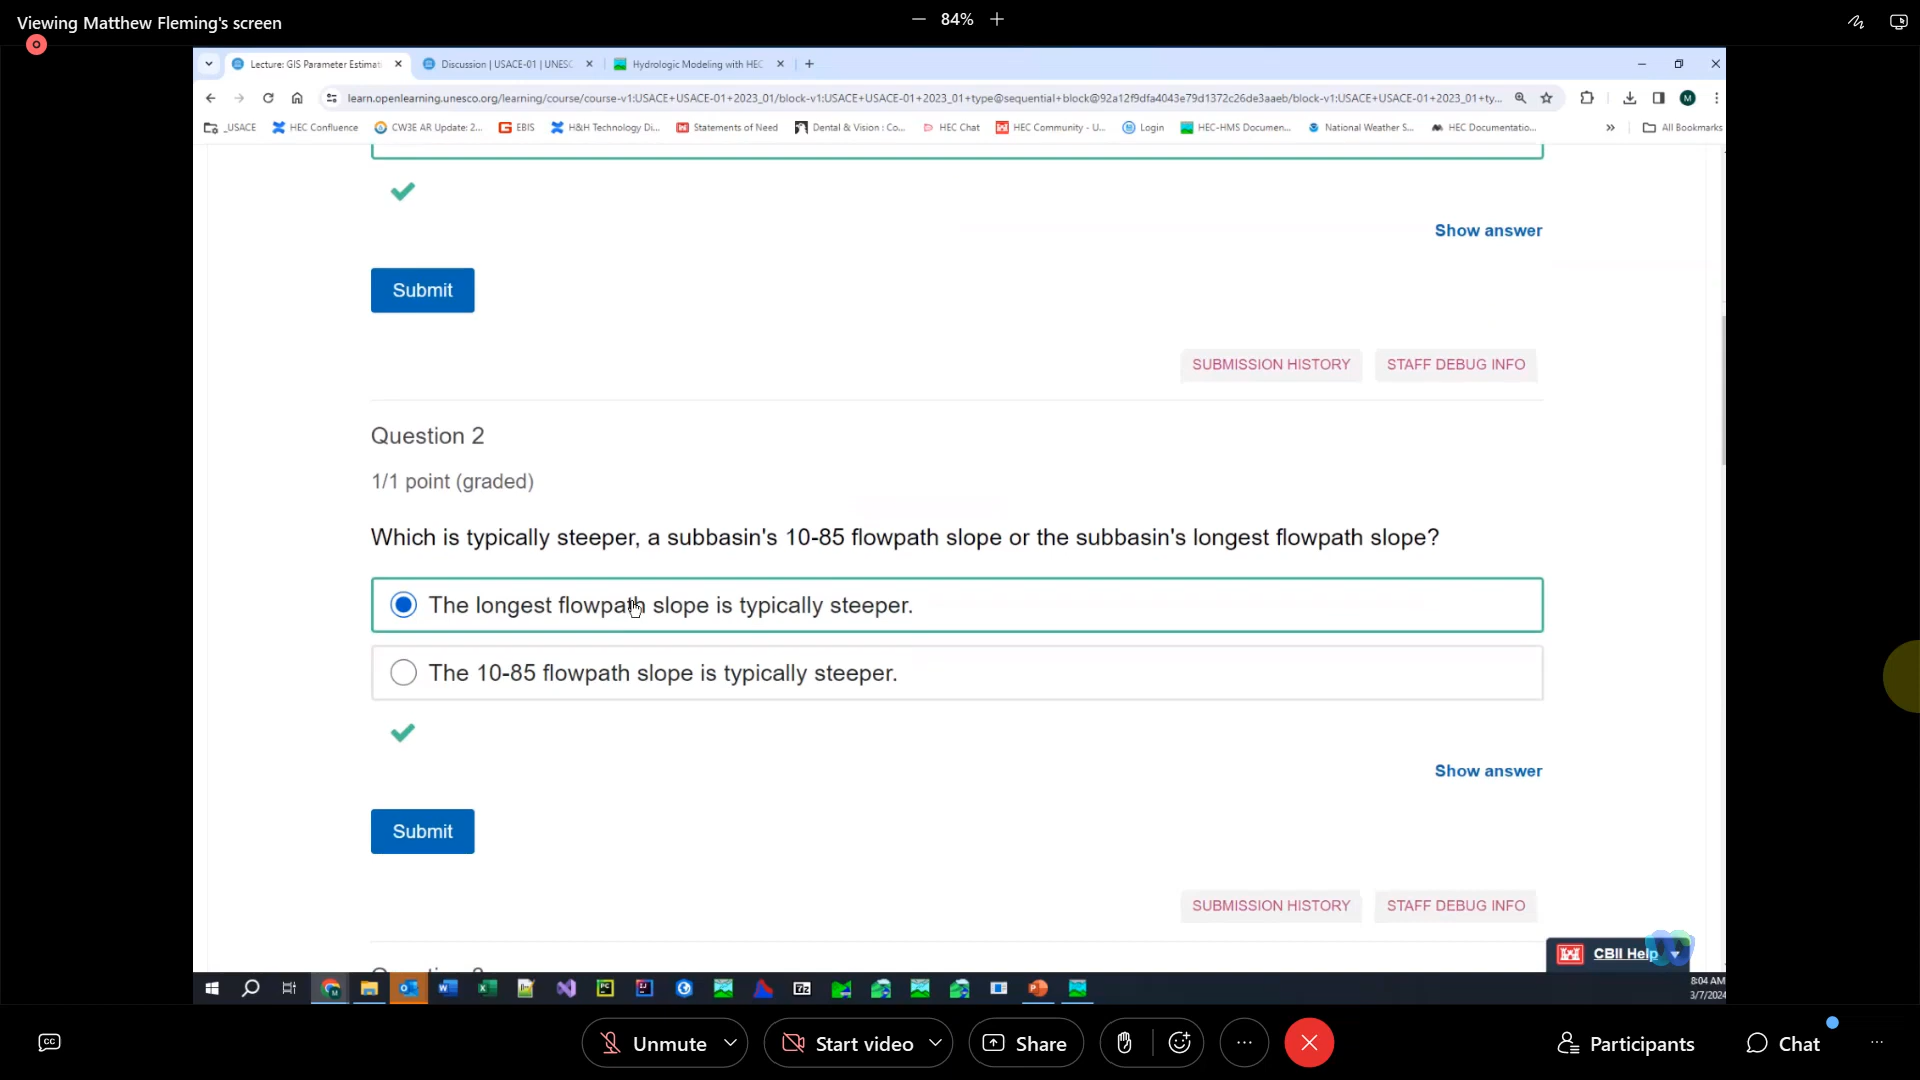 Viewing Matthew Fleming's screen
84%
Lecture: GIS Parameter Estimat
Discussion | USACE-01 | UNESC
Hydrologic Modeling with HEC
learn.openlearning.unesco.org/learning/course/course-v1:USACE+USACE-01+2023_01/block-v1:USACE+USACE-01+2023_01+type@sequential+block@92a12f9dfa4043e79d1372c26de3aaeb/block-v1:USACE+USACE-01+2023_01+ty...
_USACE
HEC Confluence
CW3E AR Update: 2...
EBIS
H&H Technology Di...
Statements of Need
Dental & Vision : Co...
HEC Chat
HEC Community - U...
Login
HEC-HMS Documen...
National Weather S...
HEC Documentatio...
All Bookmarks
Show answer
Submit
SUBMISSION HISTORY
STAFF DEBUG INFO
Question 2
1/1 point (graded)
Which is typically steeper, a subbasin's 10-85 flowpath slope or the subbasin's longest flowpath slope?
The longest flowpath slope is typically steeper.
The 10-85 flowpath slope is typically steeper.
Show answer
Submit
SUBMISSION HISTORY
STAFF DEBUG INFO
CBII Help
8:04 AM
3/7/2024
Unmute
Start video
Share
Participants
Chat